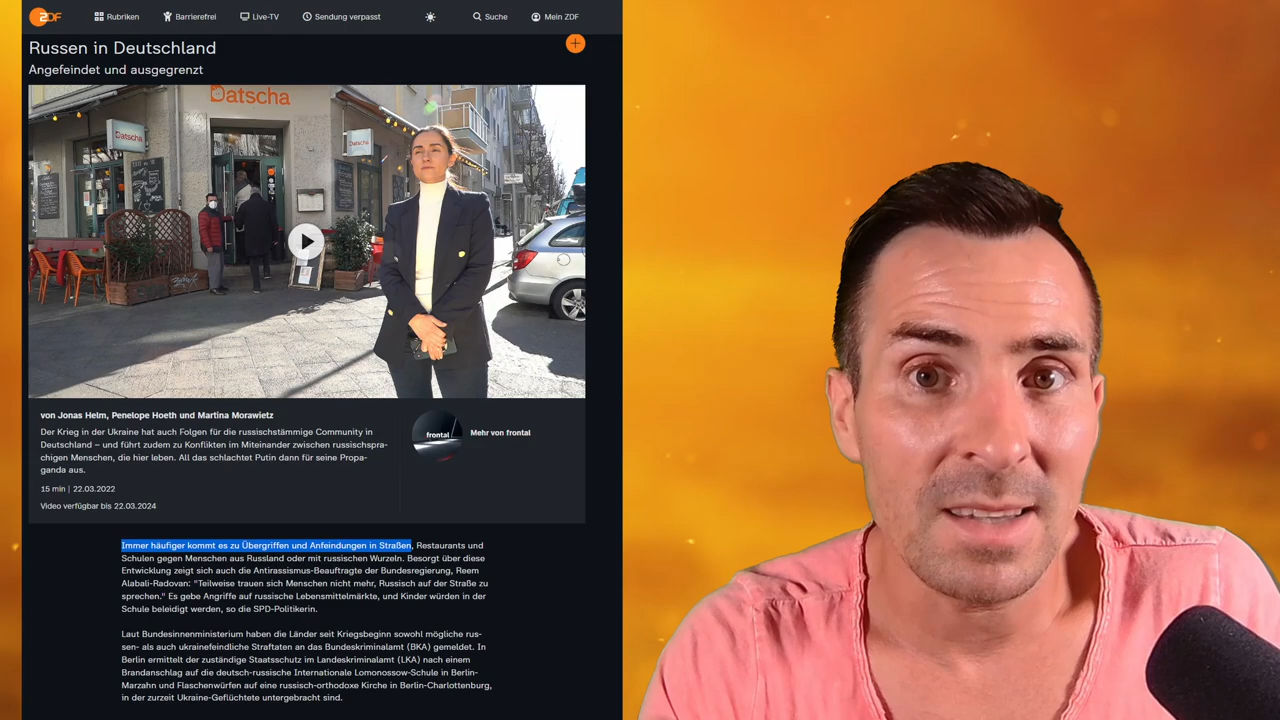 ZDF
Rubriken
Barrierefrei
Live-TV
Sendung verpasst
Suche
Mein ZDF
Russen in Deutschland
Angefeindet und ausgegrenzt
Datscha
Datscha
Datscha
von Jonas Helm, Penelope Hoeth und Martina Morawietz
Der Krieg in der Ukraine hat auch Folgen für die russischstämmige Community in
Deutschland – und führt zudem zu Konflikten im Miteinander zwischen russischspra-
chigen Menschen, die hier leben. All das schlachtet Putin dann für seine Propa-
ganda aus.
15 min | 22.03.2022
Video verfügbar bis 22.03.2024
frontal
Mehr von frontal
Immer häufiger kommt es zu Übergriffen und Anfeindungen in Straßen, Restaurants und
Schulen gegen Menschen aus Russland oder mit russischen Wurzeln. Besorgt über diese
Entwicklung zeigt sich auch die Antirassismus-Beauftragte der Bundesregierung, Reem
Alabali-Radovan: "Teilweise trauen sich Menschen nicht mehr, Russisch auf der Straße zu
sprechen." Es gebe Angriffe auf russische Lebensmittelmärkte, und Kinder würden in der
Schule beleidigt werden, so die SPD-Politikerin.
Laut Bundesinnenministerium haben die Länder seit Kriegsbeginn sowohl mögliche rus-
sen- als auch ukrainefeindliche Straftaten an das Bundeskriminalamt (BKA) gemeldet. In
Berlin ermittelt der zuständige Staatsschutz im Landeskriminalamt (LKA) nach einem
Brandanschlag auf die deutsch-russische Internationale Lomonossow-Schule in Berlin-
Marzahn und Flaschenwürfen auf eine russisch-orthodoxe Kirche in Berlin-Charlottenburg,
in der zurzeit Ukraine-Geflüchtete untergebracht sind.